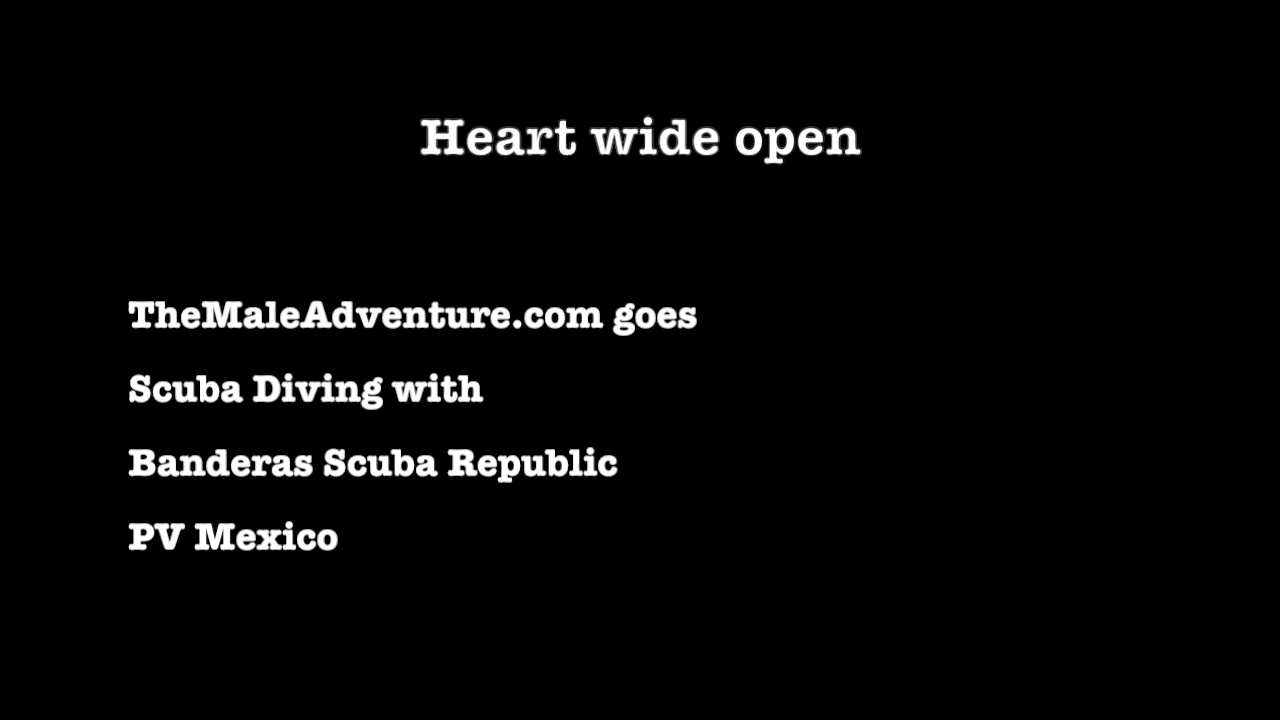 Heart wide open
TheMaleAdventure.com goes
Scuba Diving with
Banderas Scuba Republic
PV Mexico